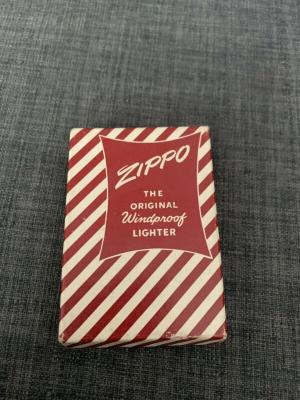 ZIPPO
THE
ORIGINAL
Windproof
LIGHTER